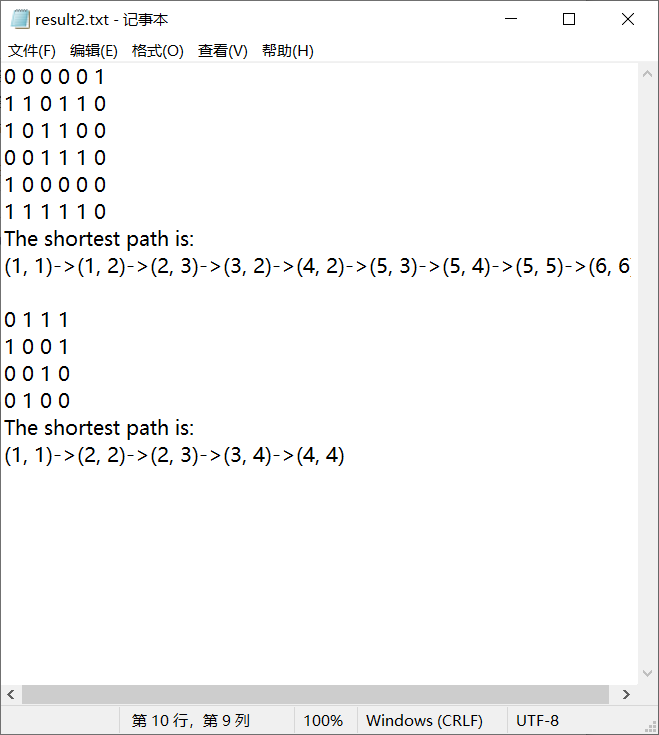 result2.txt - 记事本
文件(F) 编辑(E) 格式(O) 查看(V) 帮助(H)
0 0 0 0 0 1
1 1 0 1 1 0
1 0 1 1 0 0
0 0 1 1 1 0
1 0 0 0 0 0
1 1 1 1 1 0
The shortest path is:
(1, 1)->(1, 2)->(2, 3)->(3, 2)->(4, 2)->(5, 3)->(5, 4)->(5, 5)->(6, 6)
0 1 1 1
1 0 0 1
0 0 1 0
0 1 0 0
The shortest path is:
(1, 1)->(2, 2)->(2, 3)->(3, 4)->(4, 4)
第 10 行，第 9 列 100% Windows (CRLF) UTF-8